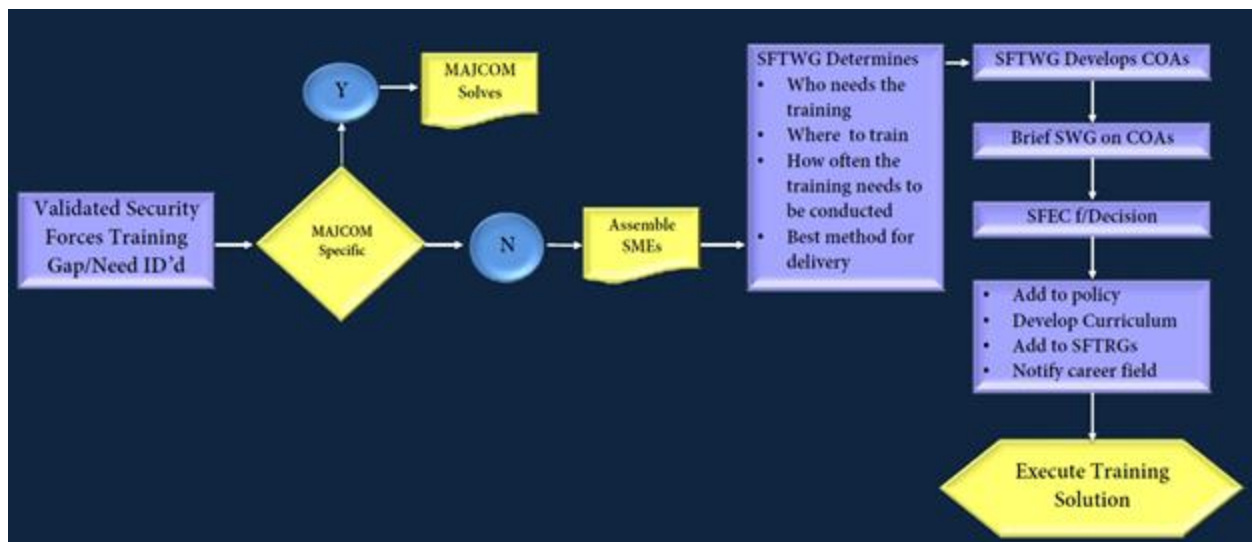 Validated Security
Forces Training
Gap/Need ID'd
MAJCOM
Specific
Y
MAJCOM
Solves
N
Assemble
SMEs
SFTWG Determines
• Who needs the
training
• Where to train
• How often the
training needs to
be conducted
• Best method for
delivery
SFTWG Develops COAs
Brief SWG on COAs
SFEC f/Decision
• Add to policy
• Develop Curriculum
• Add to SFTRGs
• Notify career field
Execute Training
Solution